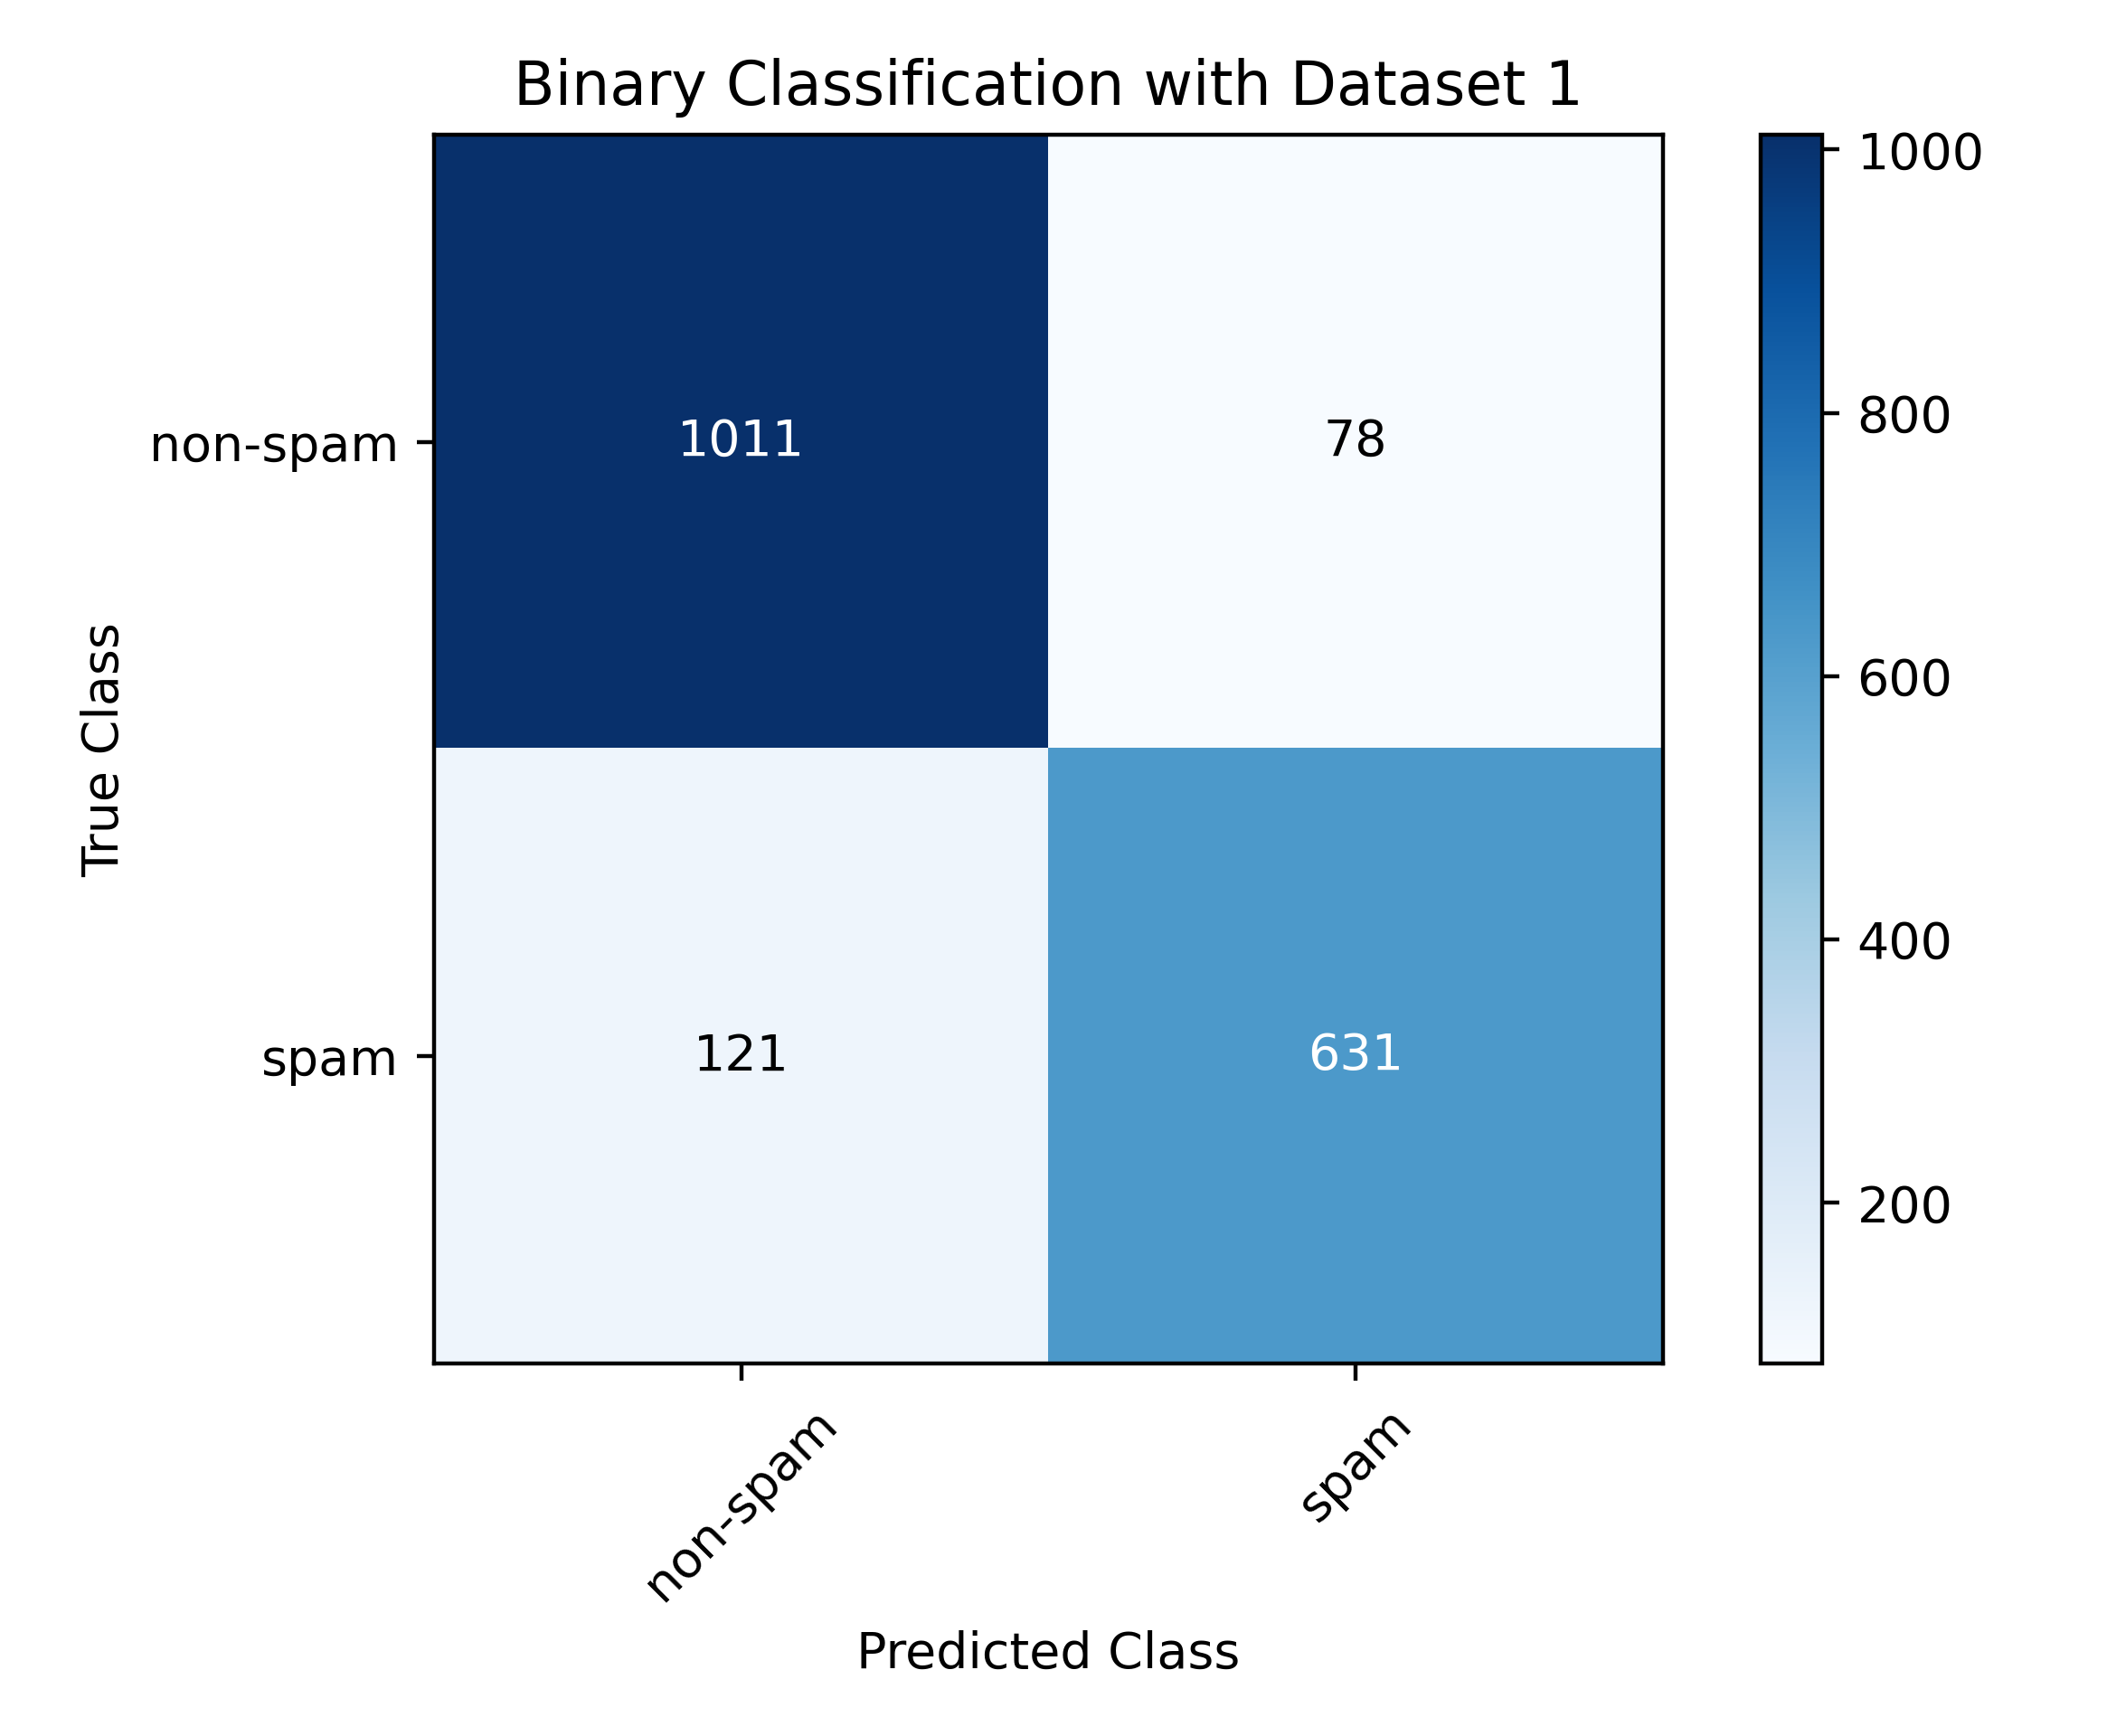 Binary Classification with Dataset 1
True Class
non-spam
1011
78
spam
121
631
non-spam
spam
Predicted Class
1000
800
600
400
200